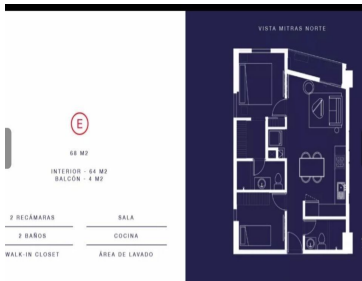 VISTA MITRAS NORTE
E
68 M2
INTERIOR - 64 M2
BALCÓN - 4 M2
2 RECÁMARAS
SALA
2 BAÑOS
COCINA
WALK-IN CLOSET
ÁREA DE LAVADO